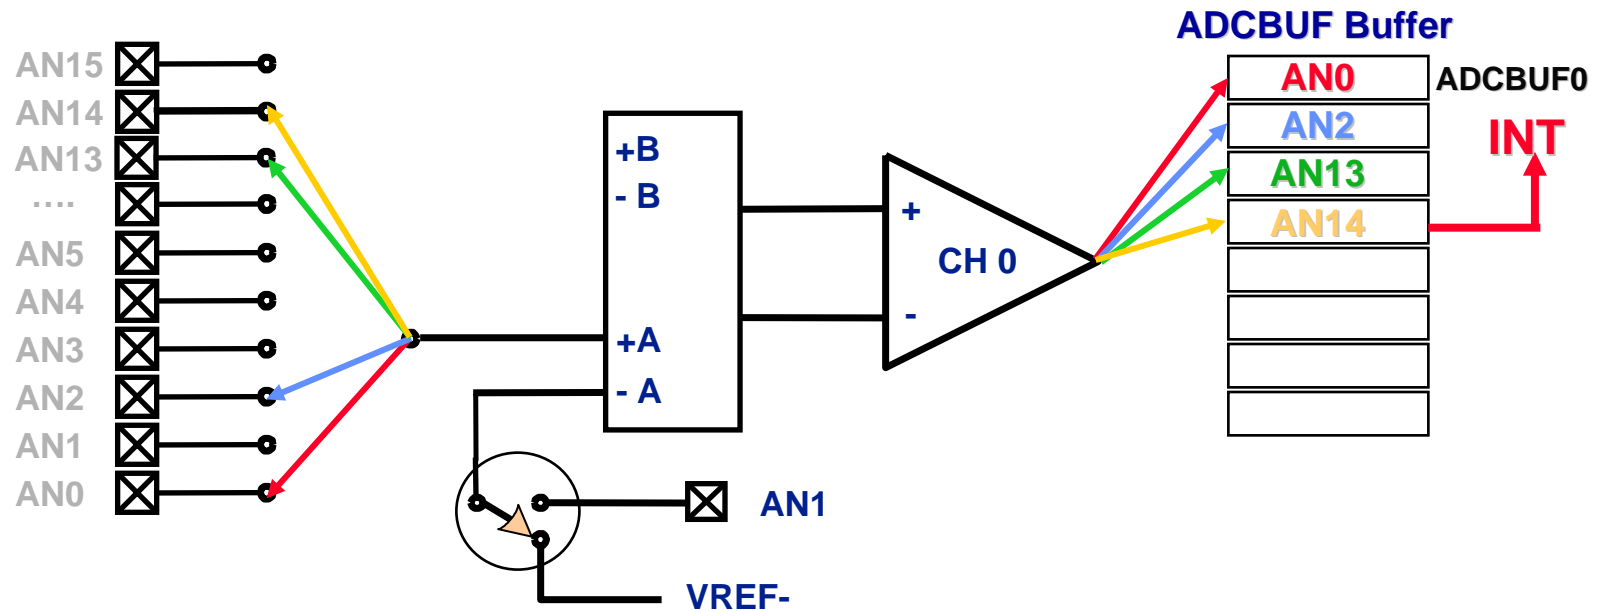 ADCBUF Buffer
AN15
AN14
AN13
....
AN5
AN4
AN3
AN2
AN1
AN0
+B
- B
+A
- A
+
CH 0
-
AN0
AN2
AN13
AN14
ADCBUF0
INT
AN1
VREF-